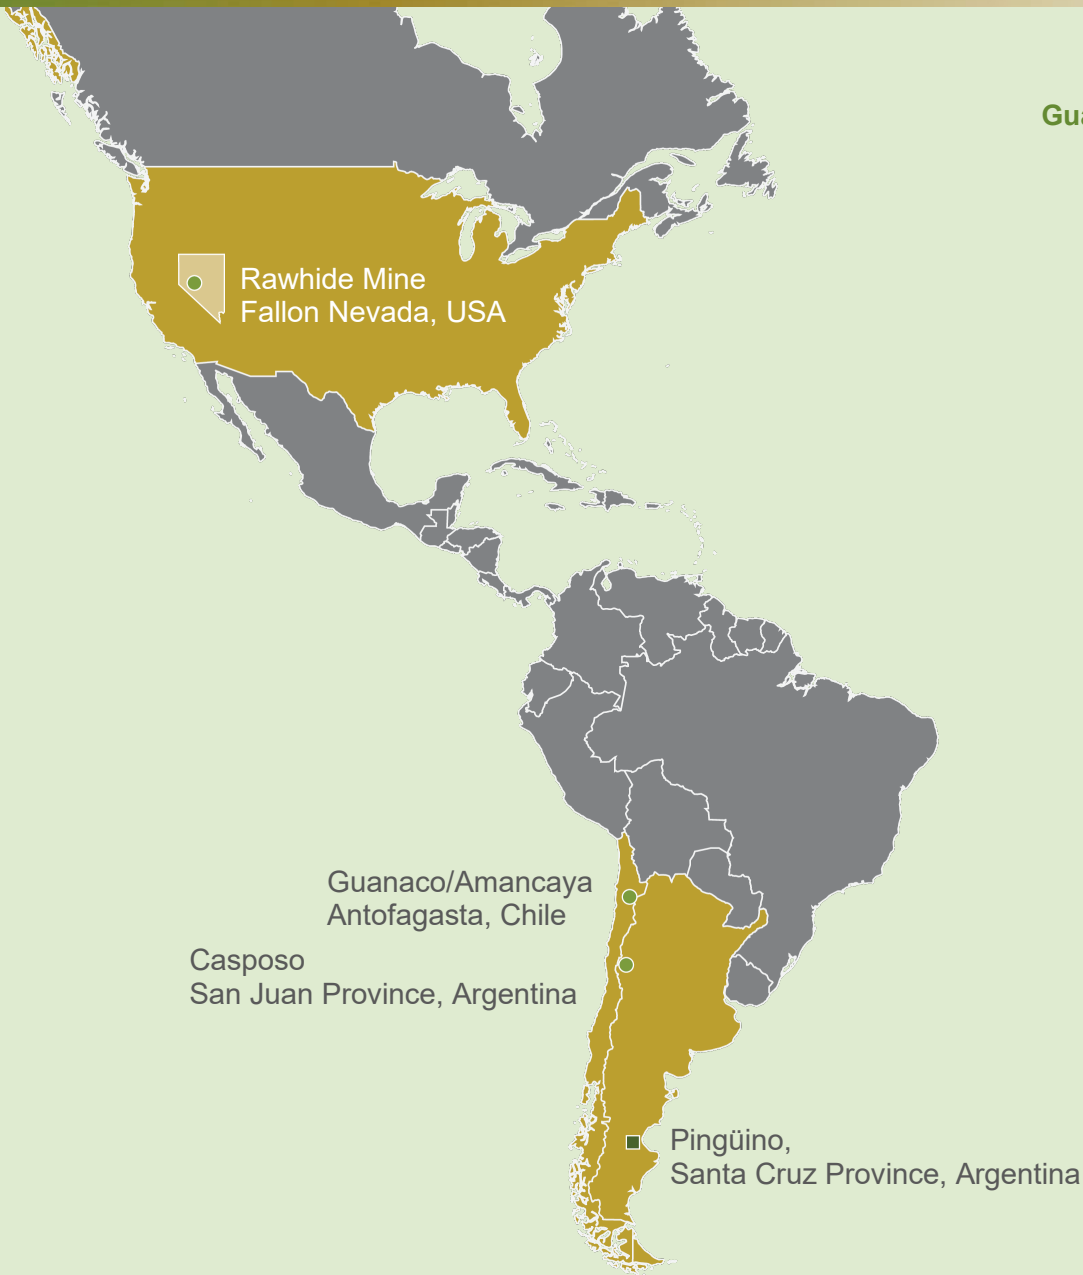 Rawhide Mine
Fallon Nevada, USA
Guanaco/Amancaya
Antofagasta, Chile
Casposo
San Juan Province, Argentina
Pingüino,
Santa Cruz Province, Argentina